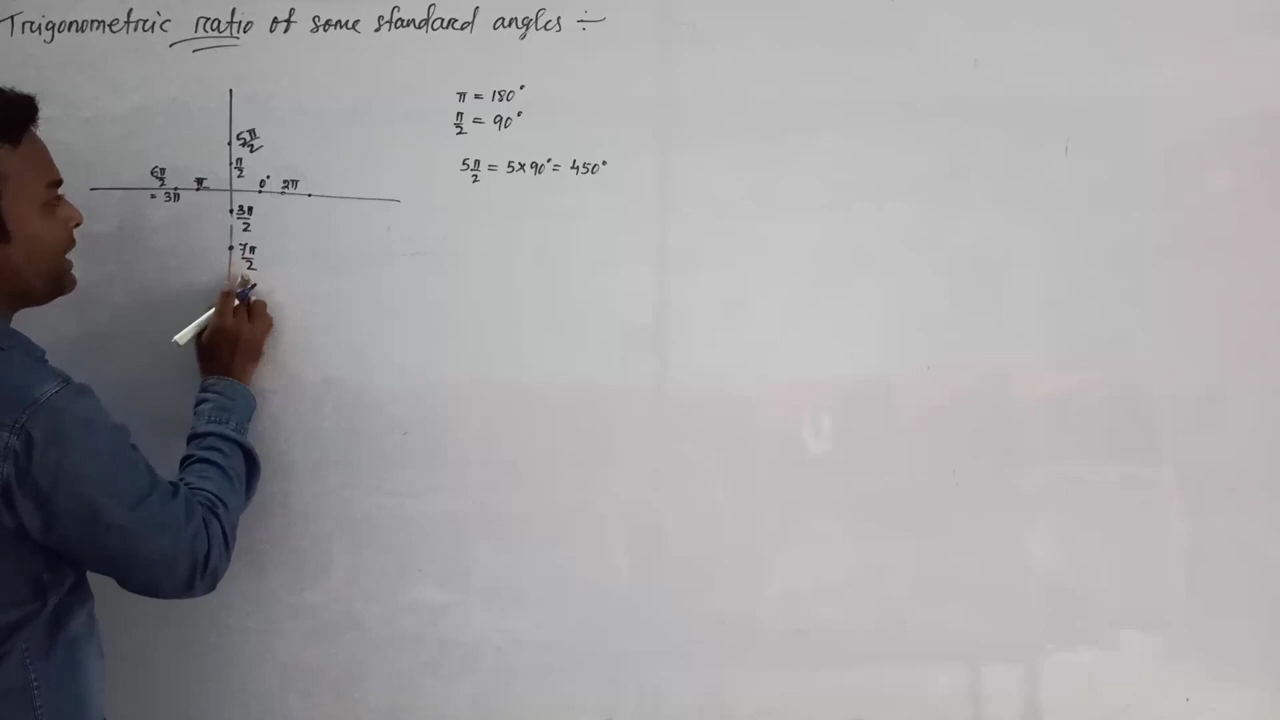 Trigonometric ratio of some standard angles ÷
π = 180°
π/2 = 90°
5π/2 = 5×90° = 450°
5π/2
π/2
6π/2 = 3π
π
0°
2π
3π/2
7π/2